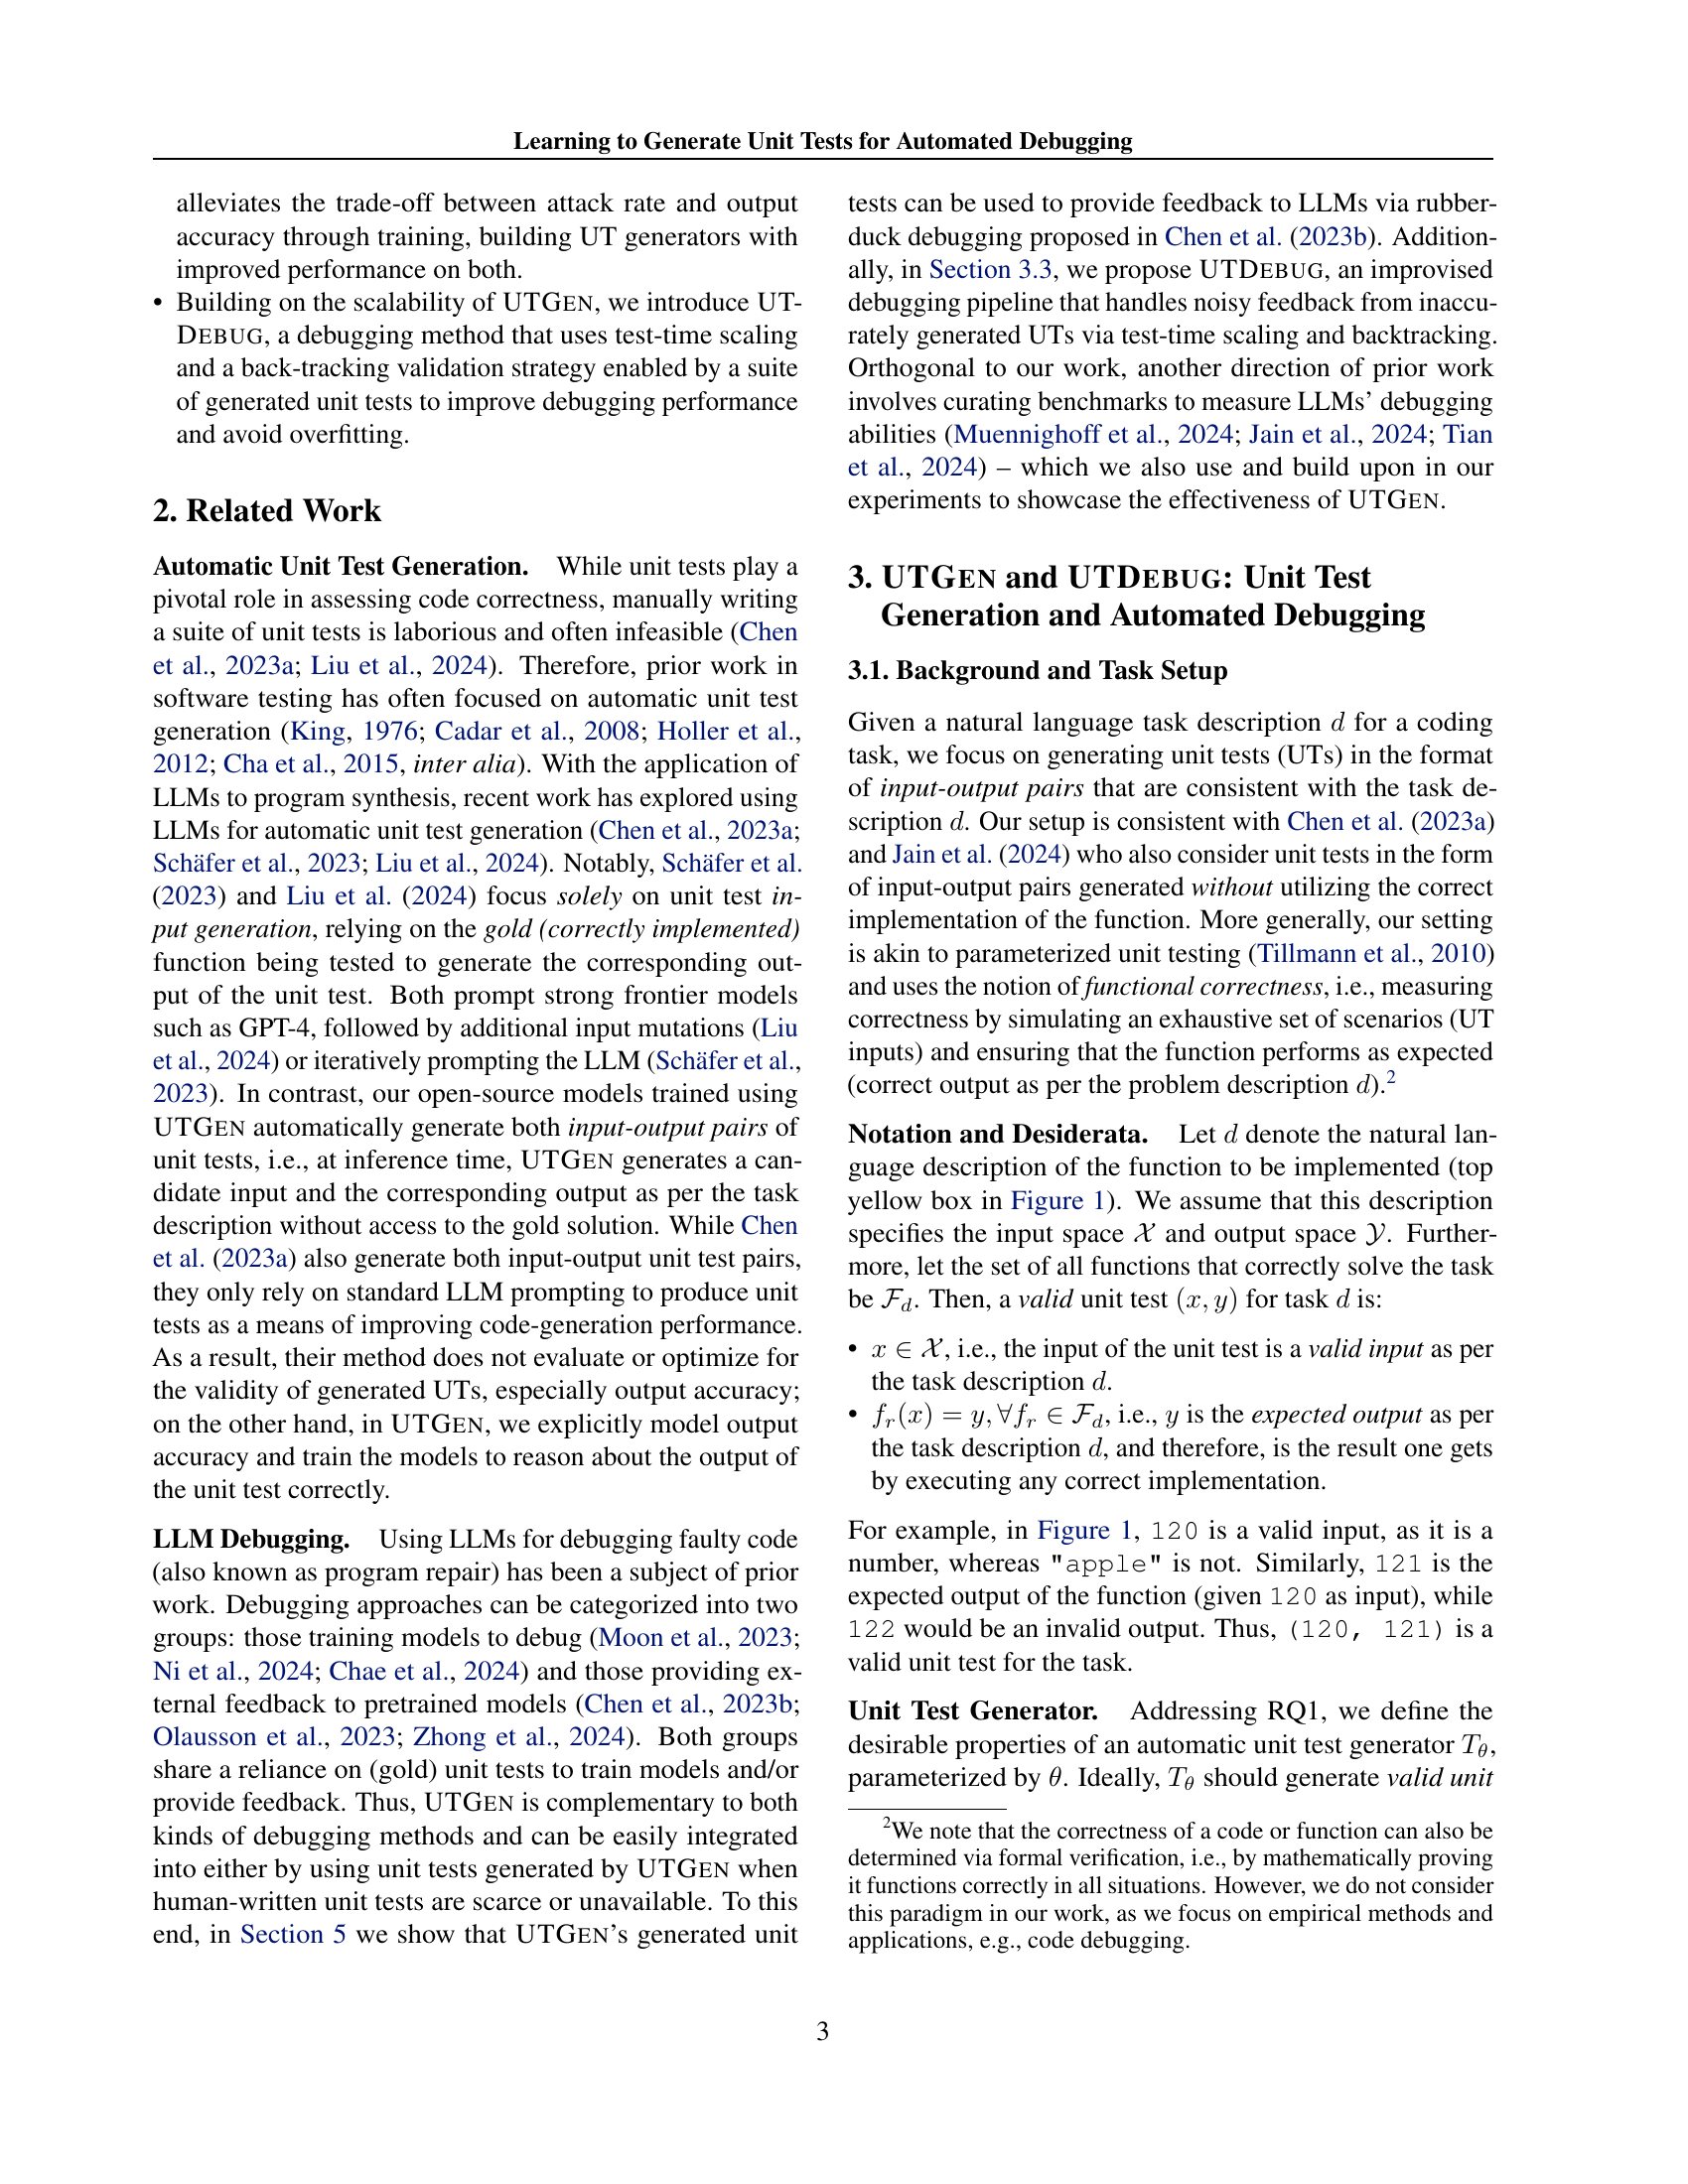 Learning to Generate Unit Tests for Automated Debugging
alleviates the trade-off between attack rate and output
accuracy through training, building UT generators with
improved performance on both.
• Building on the scalability of UTGEN, we introduce UT-
DEBUG, a debugging method that uses test-time scaling
and a back-tracking validation strategy enabled by a suite
of generated unit tests to improve debugging performance
and avoid overfitting.
2. Related Work
Automatic Unit Test Generation. While unit tests play a
pivotal role in assessing code correctness, manually writing
a suite of unit tests is laborious and often infeasible (Chen
et al., 2023a; Liu et al., 2024). Therefore, prior work in
software testing has often focused on automatic unit test
generation (King, 1976; Cadar et al., 2008; Holler et al.,
2012; Cha et al., 2015, inter alia). With the application of
LLMs to program synthesis, recent work has explored using
LLMs for automatic unit test generation (Chen et al., 2023a;
Schäfer et al., 2023; Liu et al., 2024). Notably, Schäfer et al.
(2023) and Liu et al. (2024) focus solely on unit test in-
put generation, relying on the gold (correctly implemented)
function being tested to generate the corresponding out-
put of the unit test. Both prompt strong frontier models
such as GPT-4, followed by additional input mutations (Liu
et al., 2024) or iteratively prompting the LLM (Schäfer et al.,
2023). In contrast, our open-source models trained using
UTGEN automatically generate both input-output pairs of
unit tests, i.e., at inference time, UTGEN generates a can-
didate input and the corresponding output as per the task
description without access to the gold solution. While Chen
et al. (2023a) also generate both input-output unit test pairs,
they only rely on standard LLM prompting to produce unit
tests as a means of improving code-generation performance.
As a result, their method does not evaluate or optimize for
the validity of generated UTs, especially output accuracy;
on the other hand, in UTGEN, we explicitly model output
accuracy and train the models to reason about the output of
the unit test correctly.
LLM Debugging. Using LLMs for debugging faulty code
(also known as program repair) has been a subject of prior
work. Debugging approaches can be categorized into two
groups: those training models to debug (Moon et al., 2023;
Ni et al., 2024; Chae et al., 2024) and those providing ex-
ternal feedback to pretrained models (Chen et al., 2023b;
Olausson et al., 2023; Zhong et al., 2024). Both groups
share a reliance on (gold) unit tests to train models and/or
provide feedback. Thus, UTGEN is complementary to both
kinds of debugging methods and can be easily integrated
into either by using unit tests generated by UTGEN when
human-written unit tests are scarce or unavailable. To this
end, in Section 5 we show that UTGEN's generated unit
tests can be used to provide feedback to LLMs via rubber-
duck debugging proposed in Chen et al. (2023b). Addition-
ally, in Section 3.3, we propose UTDEBUG, an improvised
debugging pipeline that handles noisy feedback from inaccu-
rately generated UTs via test-time scaling and backtracking.
Orthogonal to our work, another direction of prior work
involves curating benchmarks to measure LLMs' debugging
abilities (Muennighoff et al., 2024; Jain et al., 2024; Tian
et al., 2024) – which we also use and build upon in our
experiments to showcase the effectiveness of UTGEN.
3. UTGEN and UTDEBUG: Unit Test
Generation and Automated Debugging
3.1. Background and Task Setup
Given a natural language task description d for a coding
task, we focus on generating unit tests (UTs) in the format
of input-output pairs that are consistent with the task de-
scription d. Our setup is consistent with Chen et al. (2023a)
and Jain et al. (2024) who also consider unit tests in the form
of input-output pairs generated without utilizing the correct
implementation of the function. More generally, our setting
is akin to parameterized unit testing (Tillmann et al., 2010)
and uses the notion of functional correctness, i.e., measuring
correctness by simulating an exhaustive set of scenarios (UT
inputs) and ensuring that the function performs as expected
(correct output as per the problem description d).²
Notation and Desiderata. Let d denote the natural lan-
guage description of the function to be implemented (top
yellow box in Figure 1). We assume that this description
specifies the input space 𝒳 and output space 𝒴. Further-
more, let the set of all functions that correctly solve the task
be ℱ_d. Then, a valid unit test (x, y) for task d is:
• x ∈ 𝒳, i.e., the input of the unit test is a valid input as per
the task description d.
• f_r(x) = y, ∀f_r ∈ ℱ_d, i.e., y is the expected output as per
the task description d, and therefore, is the result one gets
by executing any correct implementation.
For example, in Figure 1, 120 is a valid input, as it is a
number, whereas "apple" is not. Similarly, 121 is the
expected output of the function (given 120 as input), while
122 would be an invalid output. Thus, (120, 121) is a
valid unit test for the task.
Unit Test Generator. Addressing RQ1, we define the
desirable properties of an automatic unit test generator T_θ,
parameterized by θ. Ideally, T_θ should generate valid unit
²We note that the correctness of a code or function can also be
determined via formal verification, i.e., by mathematically proving
it functions correctly in all situations. However, we do not consider
this paradigm in our work, as we focus on empirical methods and
applications, e.g., code debugging.
3